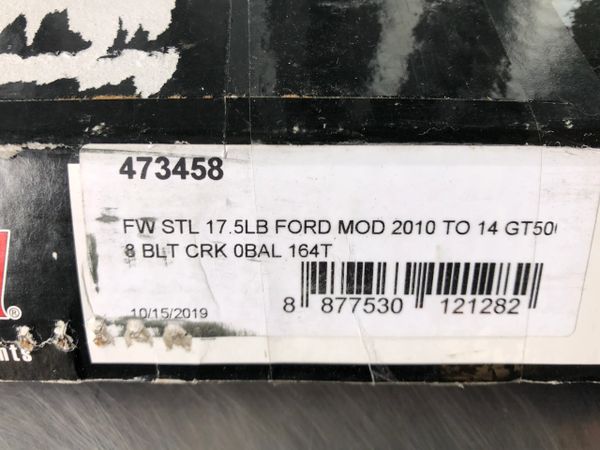 473458
FW STL 17.5LB FORD MOD 2010 TO 14 GT50
8 BLT CRK 0BAL 164T
10/15/2019
8 877530 121282
®
nts